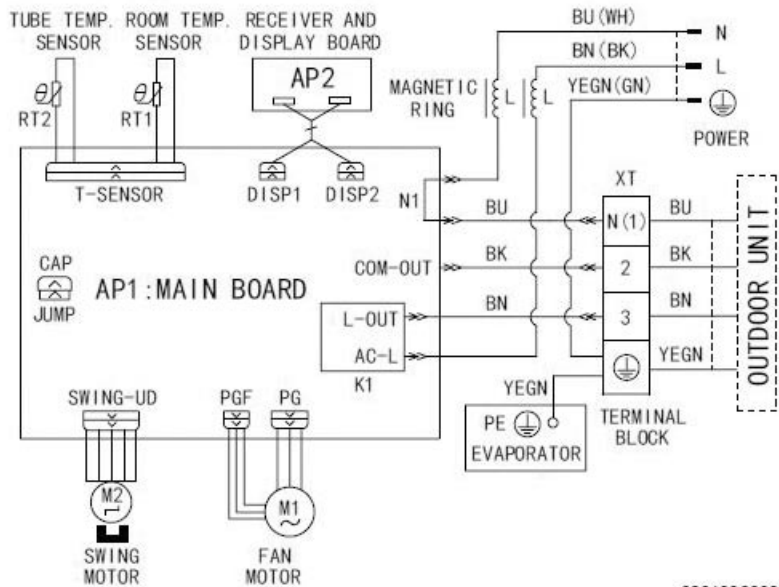 TUBE TEMP.
SENSOR
ROOM TEMP.
SENSOR
RECEIVER AND
DISPLAY BOARD
AP2
θ
RT2
θ
RT1
T-SENSOR
DISP1
DISP2
MAGNETIC
RING
L
L
BU(WH)
N
BN(BK)
L
YEGN(GN)
POWER
XT
N1
BU
N(1)
BU
CAP
JUMP
AP1:MAIN BOARD
COM-OUT
BK
2
BK
L-OUT
BN
3
BN
AC-L
K1
YEGN
OUTDOOR UNIT
YEGN
PE
EVAPORATOR
TERMINAL
BLOCK
SWING-UD
PGF
PG
M2
M1
SWING
MOTOR
FAN
MOTOR